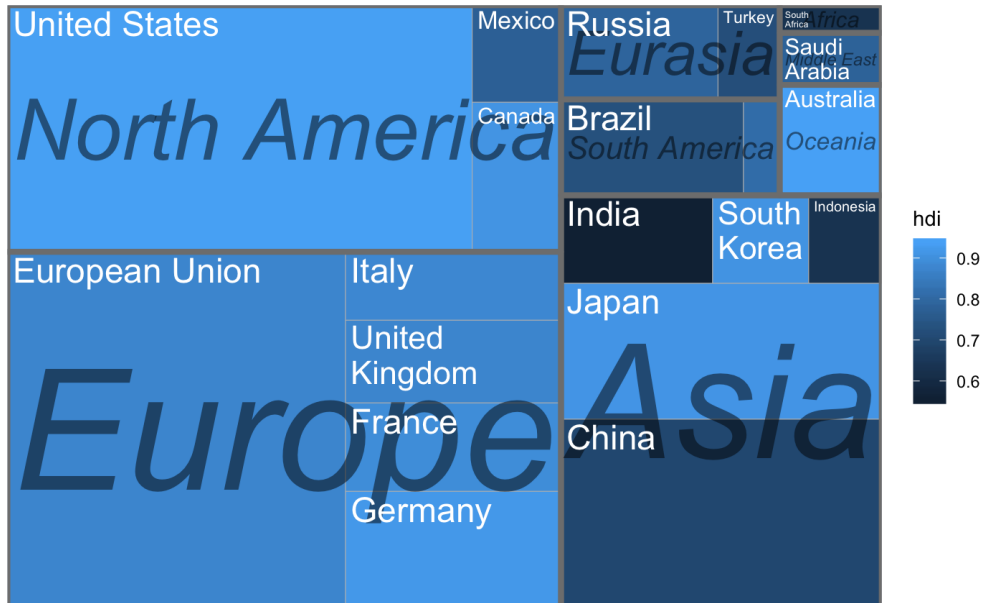 United States
Mexico
Canada
North America
Russia
Turkey
Eurasia
South
Africa
Africa
Saudi
Arabia
Middle East
Australia
Oceania
Brazil
South America
European Union
Italy
United
Kingdom
France
Germany
Europe
India
South
Korea
Indonesia
Japan
China
Asia
hdi
0.9
0.8
0.7
0.6